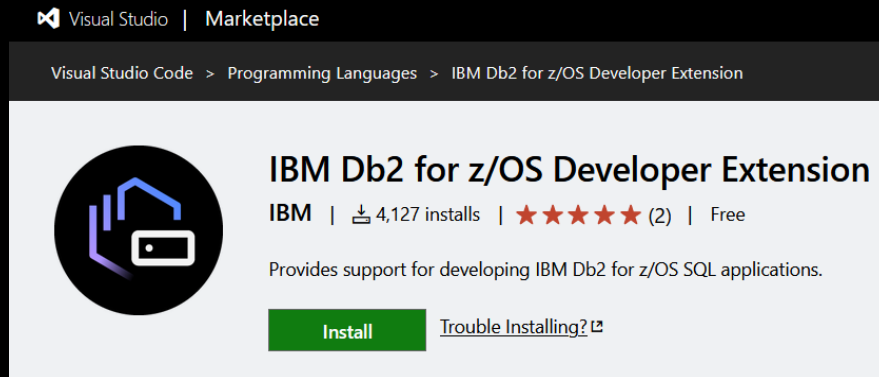 Visual Studio | Marketplace
Visual Studio Code > Programming Languages > IBM Db2 for z/OS Developer Extension
IBM Db2 for z/OS Developer Extension
IBM | 4,127 installs | ★★★★★ (2) | Free
Provides support for developing IBM Db2 for z/OS SQL applications.
Install Trouble Installing?